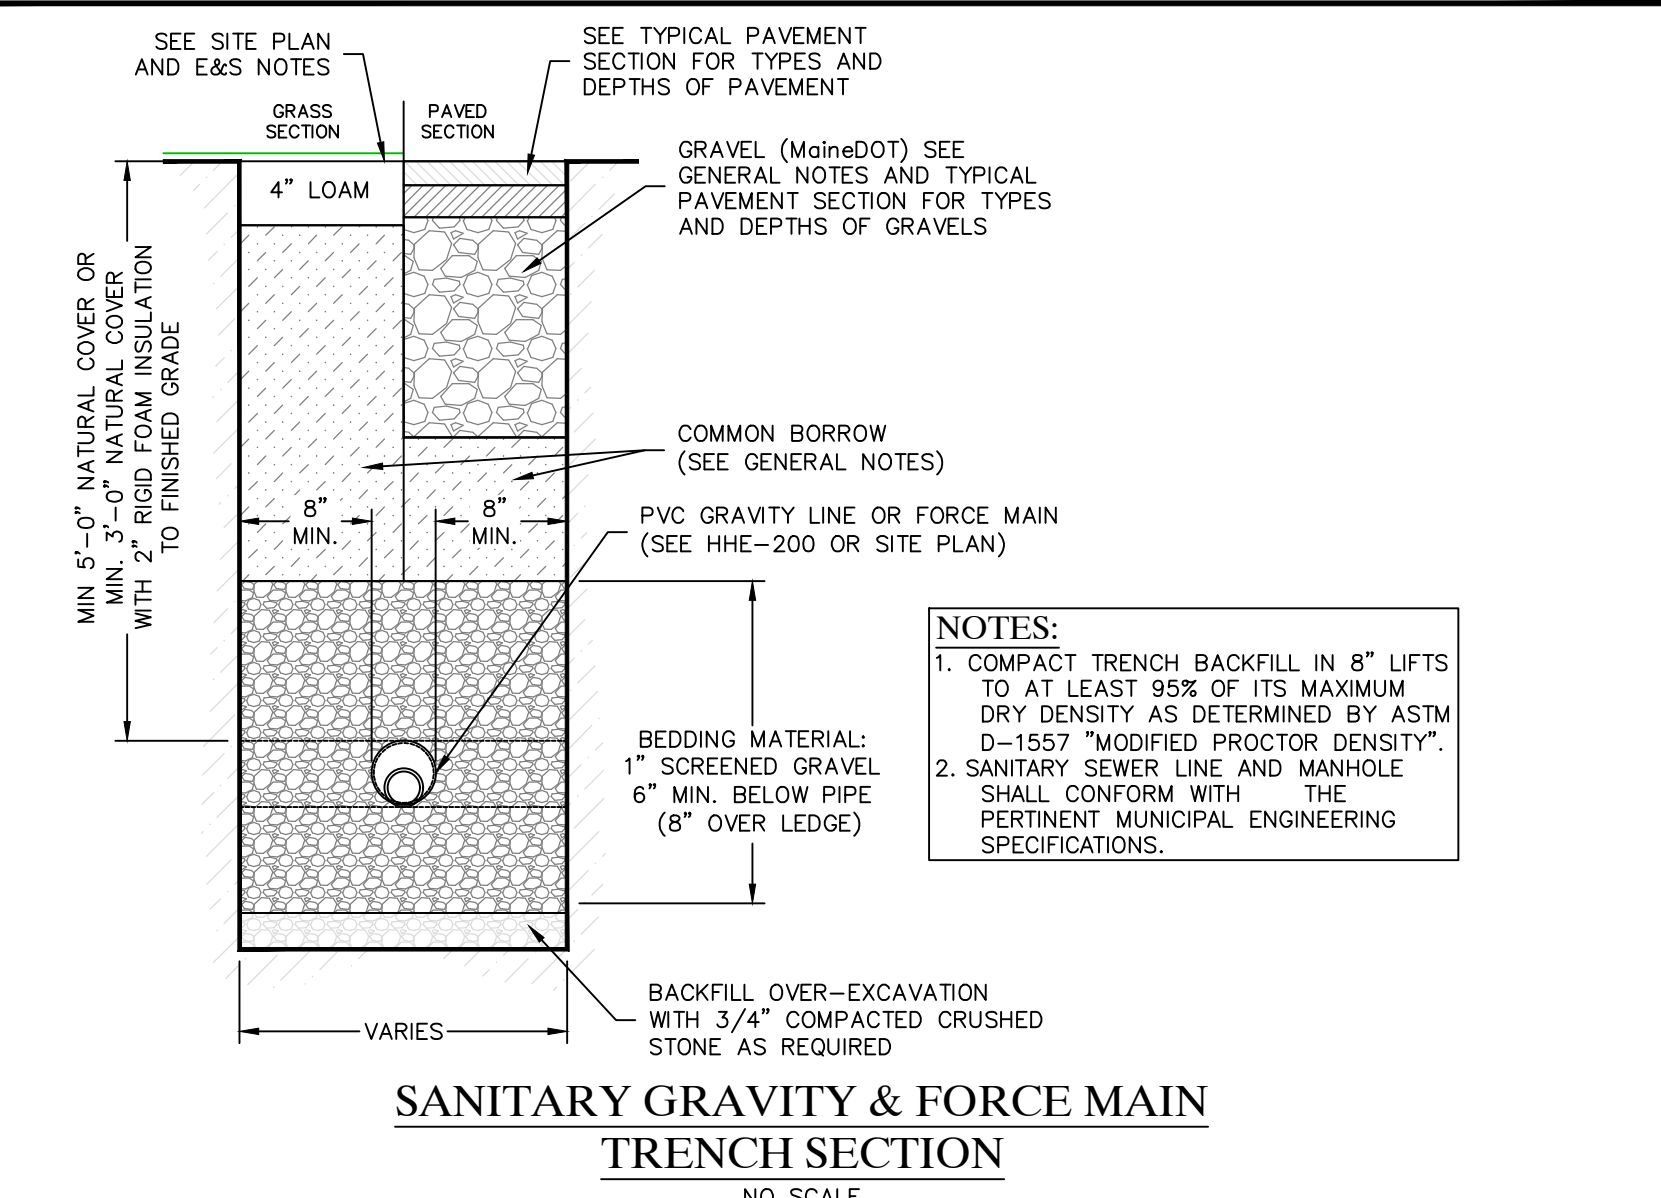 SEE SITE PLAN
AND E&S NOTES
SEE TYPICAL PAVEMENT
SECTION FOR TYPES AND
DEPTHS OF PAVEMENT
GRASS
SECTION
PAVED
SECTION
GRAVEL (MaineDOT) SEE
GENERAL NOTES AND TYPICAL
PAVEMENT SECTION FOR TYPES
AND DEPTHS OF GRAVELS
4" LOAM
MIN 5'-0" NATURAL COVER OR
MIN. 3'-0" NATURAL COVER
WITH 2" RIGID FOAM INSULATION
TO FINISHED GRADE
COMMON BORROW
(SEE GENERAL NOTES)
8"
MIN.
8"
MIN.
PVC GRAVITY LINE OR FORCE MAIN
(SEE HHE-200 OR SITE PLAN)
BEDDING MATERIAL:
1" SCREENED GRAVEL
6" MIN. BELOW PIPE
(8" OVER LEDGE)
NOTES:
1. COMPACT TRENCH BACKFILL IN 8" LIFTS
TO AT LEAST 95% OF ITS MAXIMUM
DRY DENSITY AS DETERMINED BY ASTM
D-1557 "MODIFIED PROCTOR DENSITY".
2. SANITARY SEWER LINE AND MANHOLE
SHALL CONFORM WITH THE
PERTINENT MUNICIPAL ENGINEERING
SPECIFICATIONS.
BACKFILL OVER-EXCAVATION
WITH 3/4" COMPACTED CRUSHED
STONE AS REQUIRED
VARIES
SANITARY GRAVITY & FORCE MAIN
TRENCH SECTION
NO SCALE